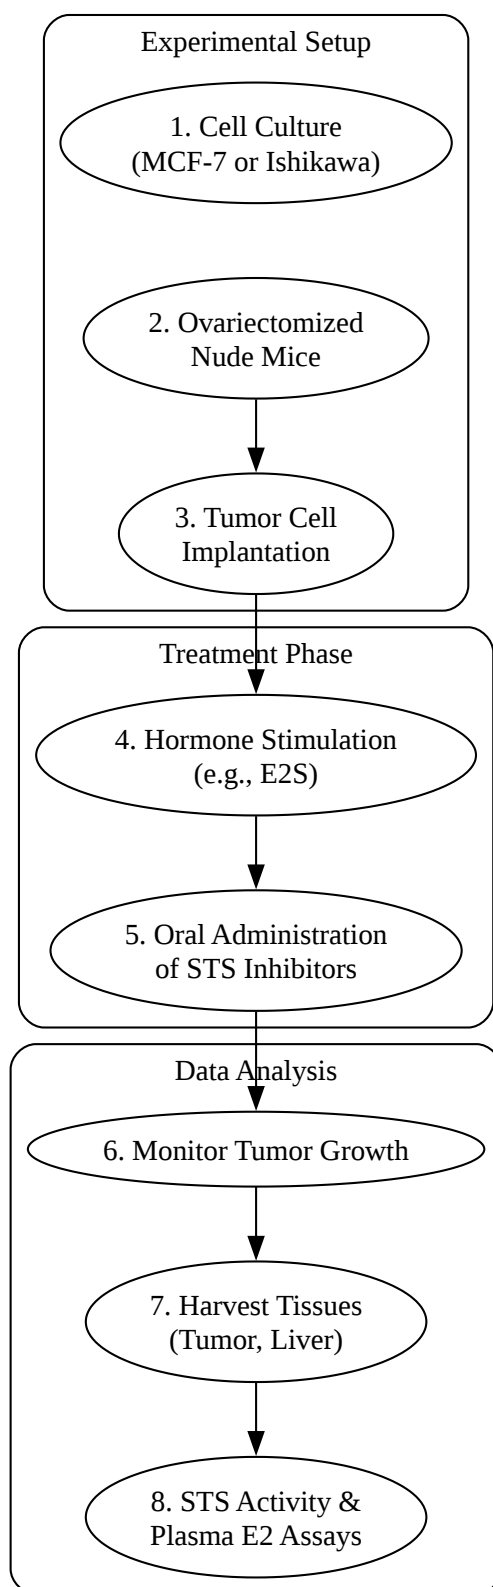 Experimental Setup
1. Cell Culture
(MCF-7 or Ishikawa)
2. Ovariectomized
Nude Mice
3. Tumor Cell
Implantation
Treatment Phase
4. Hormone Stimulation
(e.g., E2S)
5. Oral Administration
of STS Inhibitors
Data Analysis
6. Monitor Tumor Growth
7. Harvest Tissues
(Tumor, Liver)
8. STS Activity &
Plasma E2 Assays